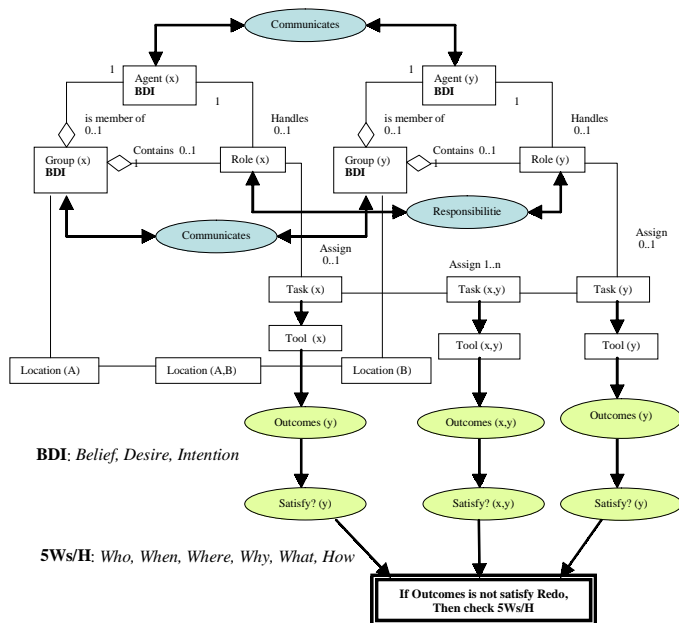 Communicates
1
Agent (x)
BDI
1
1
Agent (y)
BDI
1
is member of
0..1
Handles
0..1
is member of
0..1
Handles
0..1
Group (x)
BDI
Contains 0..1
1
Role (x)
Group (y)
BDI
Contains 0..1
1
Role (y)
Responsibilitie
Communicates
Assign
0..1
Assign 1..n
Assign
0..1
Task (x)
Task (x,y)
Task (y)
Tool (x)
Tool (x,y)
Tool (y)
Location (A)
Location (A,B)
Location (B)
Outcomes (y)
Outcomes (x,y)
Outcomes (y)
BDI: Belief, Desire, Intention
Satisfy? (y)
Satisfy? (x,y)
Satisfy? (y)
5Ws/H: Who, When, Where, Why, What, How
If Outcomes is not satisfy Redo,
Then check 5Ws/H